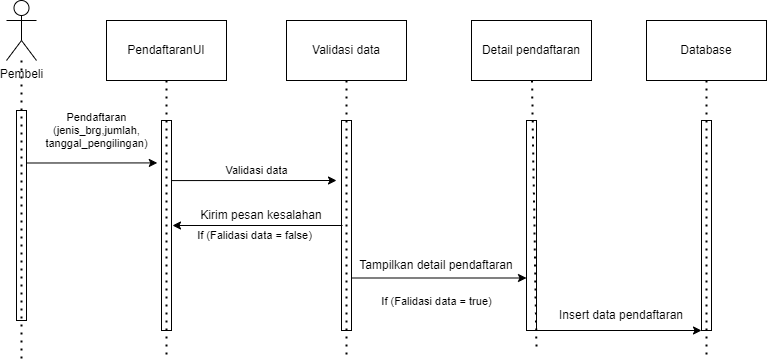 Pembeli
PendaftaranUI
Validasi data
Detail pendaftaran
Database
Pendaftaran
(jenis_brg,jumlah,
tanggal_pengilingan)
Validasi data
Kirim pesan kesalahan
If (Falidasi data = false)
Tampilkan detail pendaftaran
If (Falidasi data = true)
Insert data pendaftaran